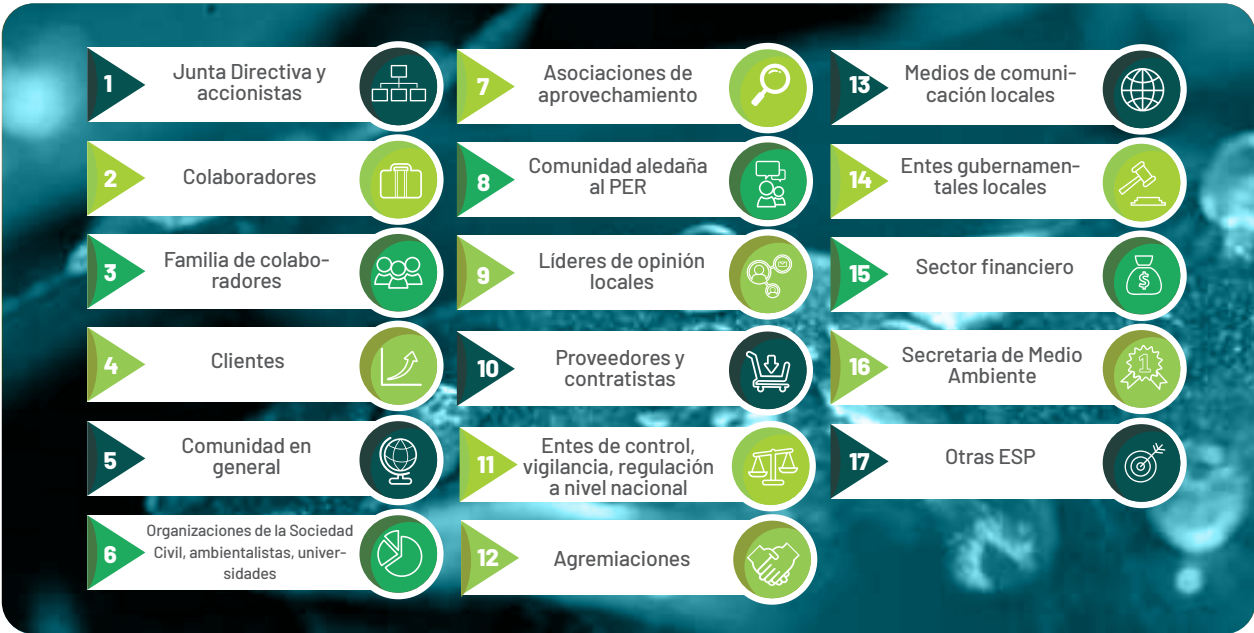 1
Junta Directiva y
accionistas
2
Colaboradores
3
Familia de colabo-
radores
4
Clientes
5
Comunidad en
general
6
Organizaciones de la Sociedad
Civil, ambientalistas, univer-
sidades
7
Asociaciones de
aprovechamiento
8
Comunidad aledaña
al PER
9
Líderes de opinión
locales
10
Proveedores y
contratistas
11
Entes de control,
vigilancia, regulación
a nivel nacional
12
Agremiaciones
13
Medios de comuni-
cación locales
14
Entes gubernamen-
tales locales
15
Sector financiero
$
16
Secretaria de Medio
Ambiente
1
17
Otras ESP